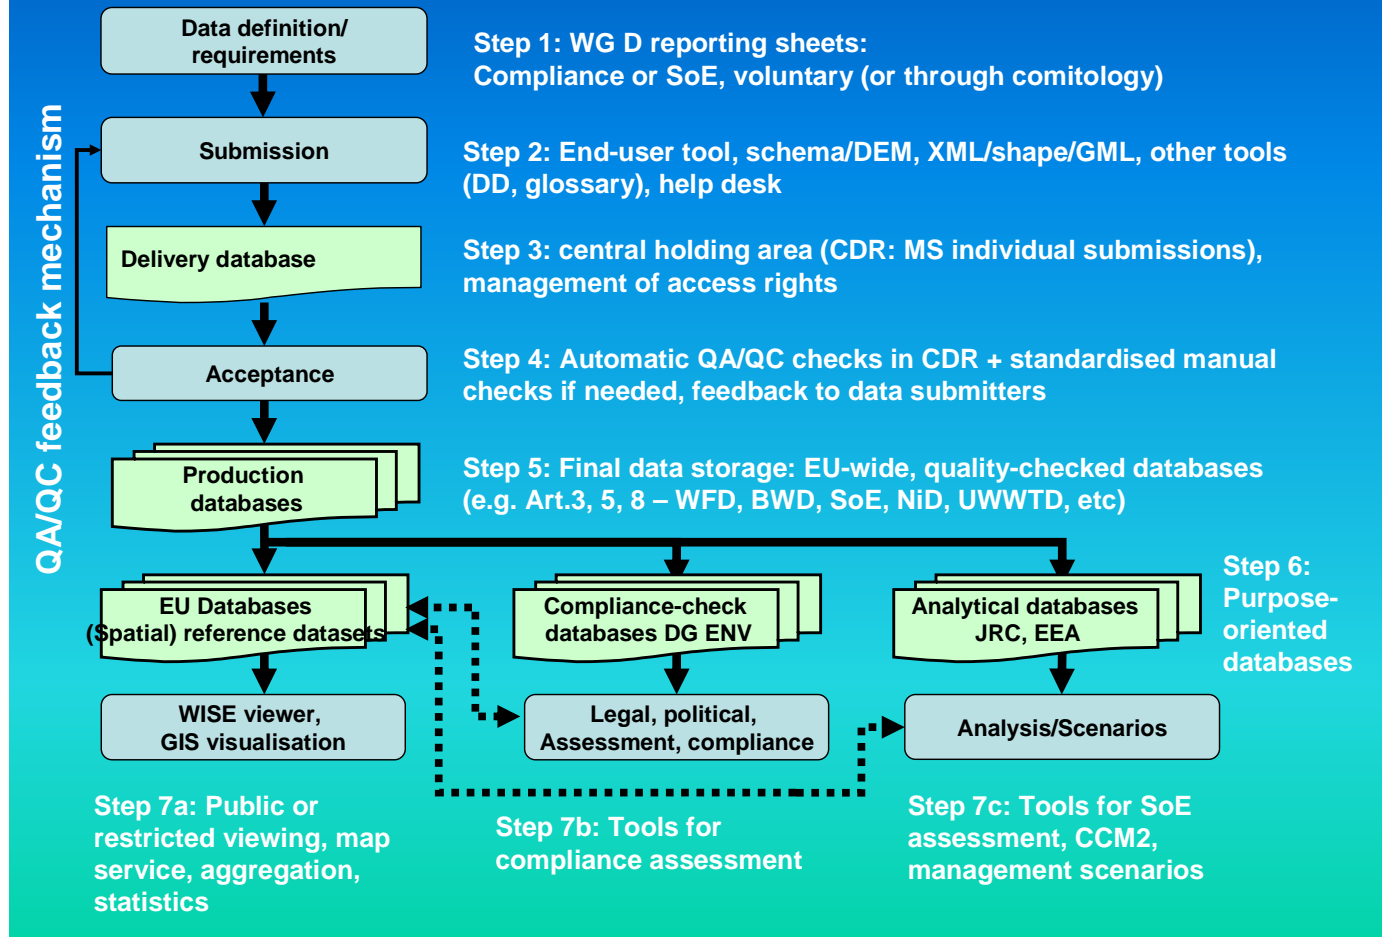 Data definition/
requirements
Step 1: WG D reporting sheets:
Compliance or SoE, voluntary (or through comitology)
QA/QC feedback mechanism
Submission
Step 2: End-user tool, schema/DEM, XML/shape/GML, other tools
(DD, glossary), help desk
Delivery database
Step 3: central holding area (CDR: MS individual submissions),
management of access rights
Acceptance
Step 4: Automatic QA/QC checks in CDR + standardised manual
checks if needed, feedback to data submitters
Production
databases
Step 5: Final data storage: EU-wide, quality-checked databases
(e.g. Art.3, 5, 8 – WFD, BWD, SoE, NiD, UWWTD, etc)
EU Databases
(Spatial) reference datasets
Compliance-check
databases DG ENV
Analytical databases
JRC, EEA
Step 6:
Purpose-
oriented
databases
WISE viewer,
GIS visualisation
Legal, political,
Assessment, compliance
Analysis/Scenarios
Step 7a: Public or
restricted viewing, map
service, aggregation,
statistics
Step 7b: Tools for
compliance assessment
Step 7c: Tools for SoE
assessment, CCM2,
management scenarios